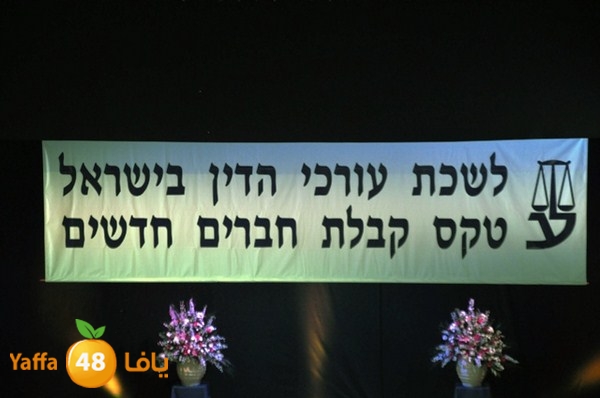 לשכת עורכי הדין בישראל
טקס קבלת חברים חדשים
Yaffa 48 يافا